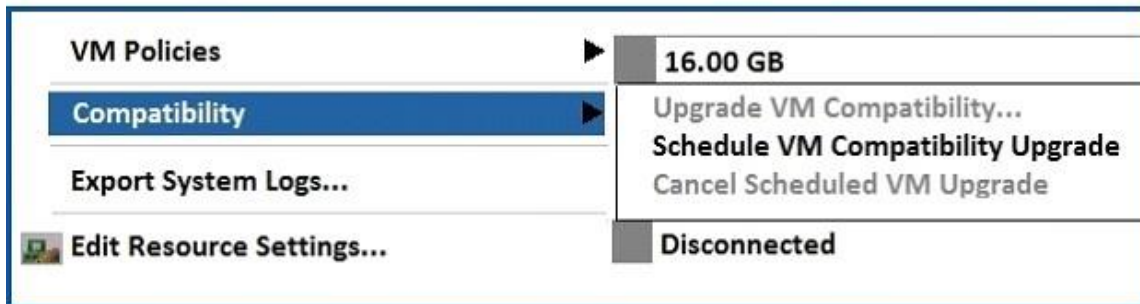 VM Policies
16.00 GB
Compatibility
Upgrade VM Compatibility...
Schedule VM Compatibility Upgrade
Cancel Scheduled VM Upgrade
Export System Logs...
Edit Resource Settings...
Disconnected